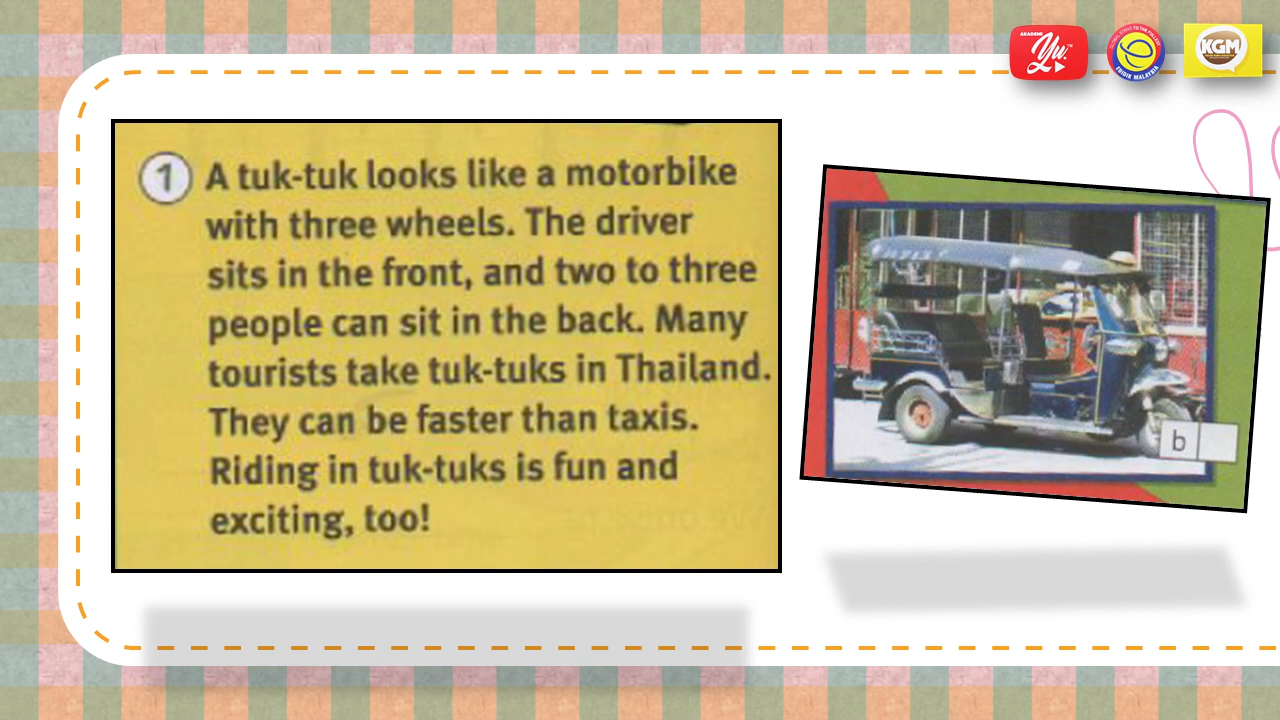 AKADEMI
Yu
KGM
1 A tuk-tuk looks like a motorbike
with three wheels. The driver
sits in the front, and two to three
people can sit in the back. Many
tourists take tuk-tuks in Thailand.
They can be faster than taxis.
Riding in tuk-tuks is fun and
exciting, too!
b